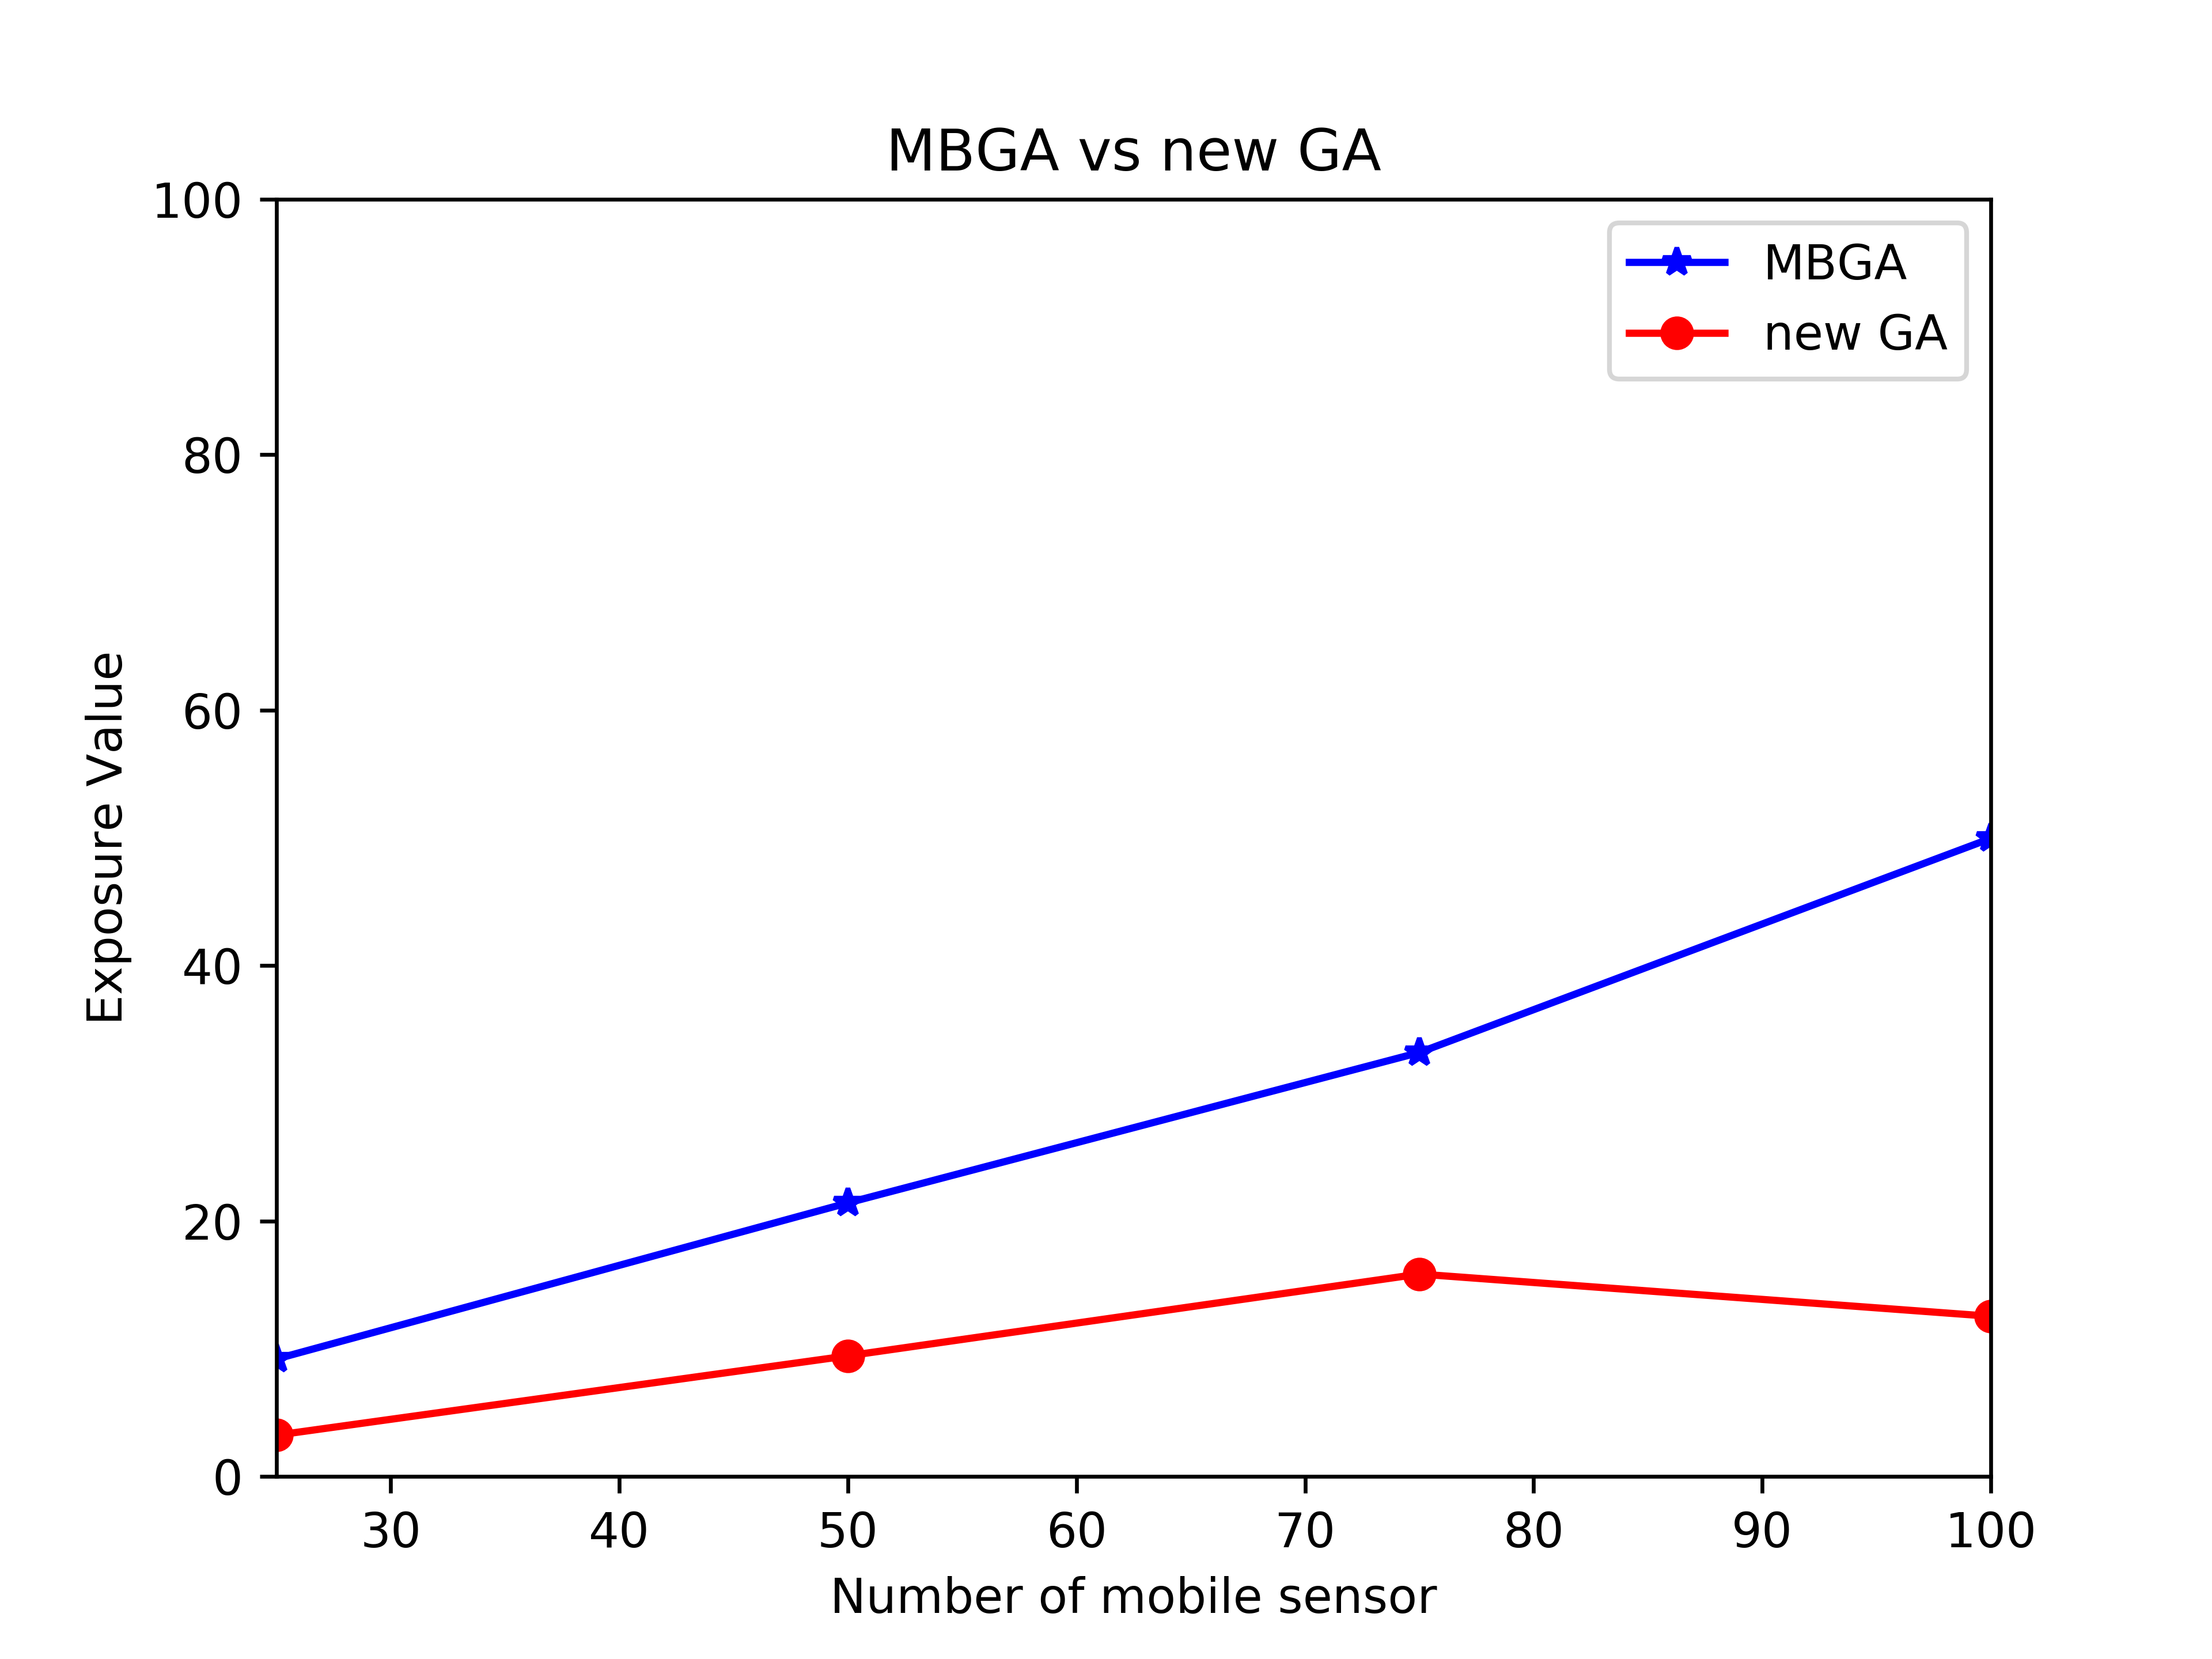 MBGA vs new GA
100
80
60
40
20
0
Exposure Value
MBGA
new GA
30 40 50 60 70 80 90 100
Number of mobile sensor